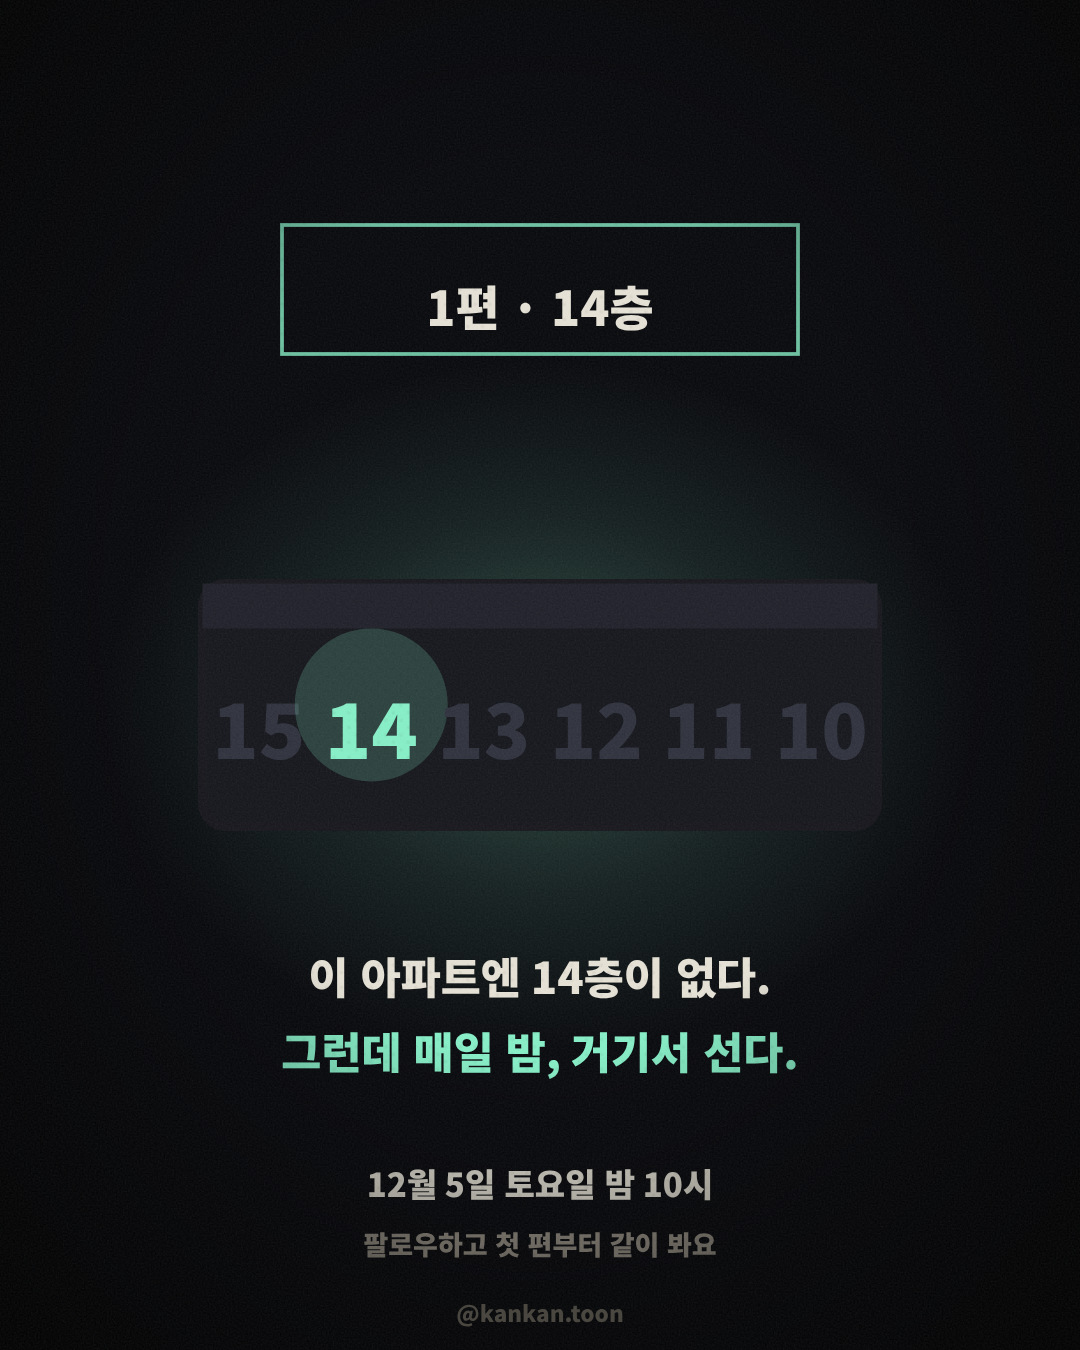 1편 · 14층
15 14 13 12 11 10
이 아파트엔 14층이 없다.
그런데 매일 밤, 거기서 선다.
12월 5일 토요일 밤 10시
팔로우하고 첫 편부터 같이 봐요
@kankan.toon